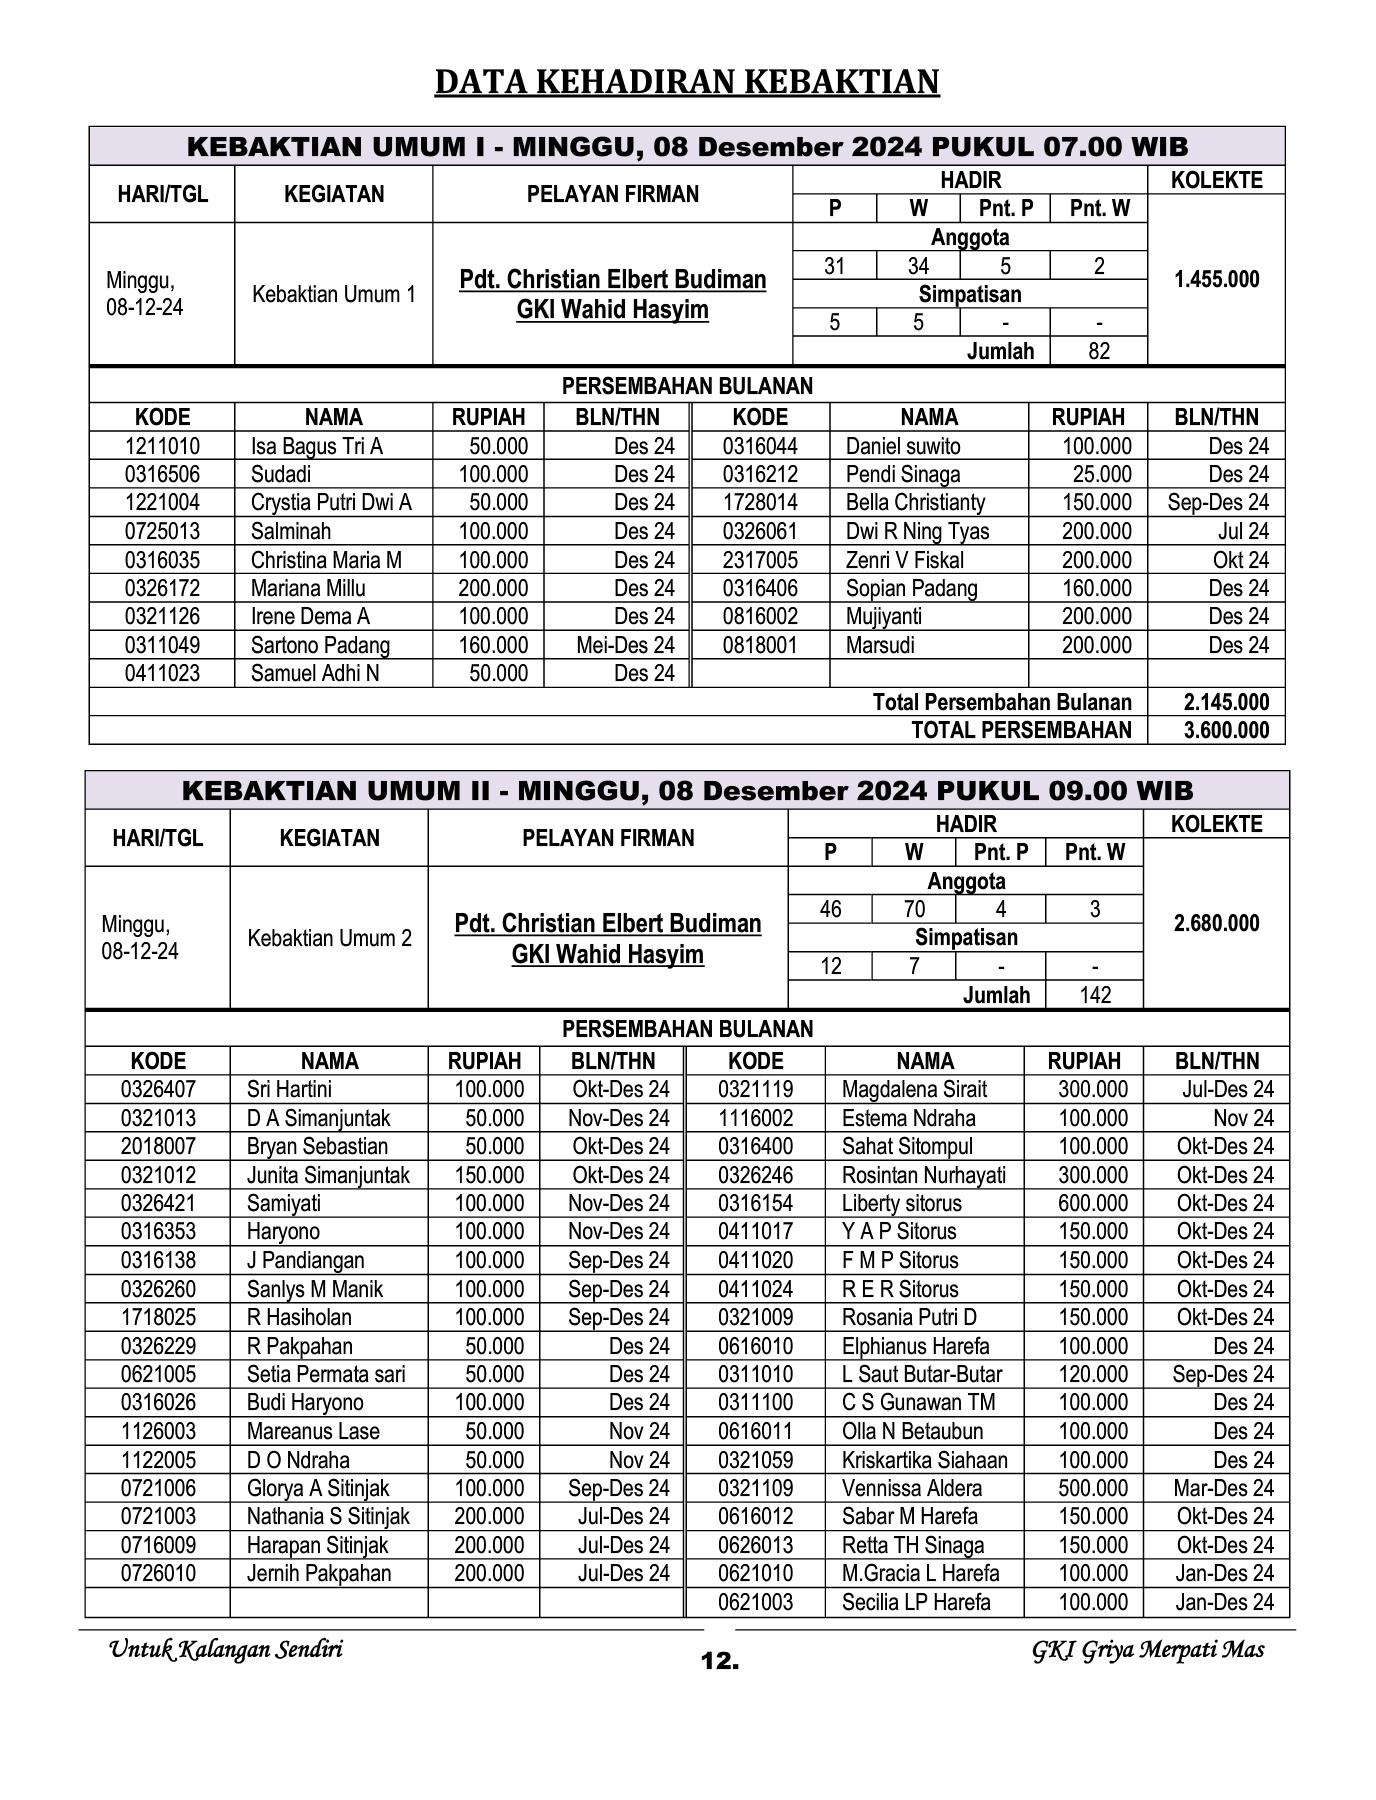 DATA KEHADIRAN KEBAKTIAN
KEBAKTIAN UMUM I - MINGGU, 08 Desember 2024 PUKUL 07.00 WIB
HARI/TGL KEGIATAN PELAYAN FIRMAN HADIR KOLEKTE
P W Pnt. P Pnt. W
Anggota
31 34 5 2
Minggu, 08-12-24 Kebaktian Umum 1 Pdt. Christian Elbert Budiman 1.455.000
GKI Wahid Hasyim
Simpatisan
5 5 - -
Jumlah 82
PERSEMBAHAN BULANAN
KODE NAMA RUPIAH BLN/THN KODE NAMA RUPIAH BLN/THN
1211010 Isa Bagus Tri A 50.000 Des 24 0316044 Daniel suwito 100.000 Des 24
0316506 Sudadi 100.000 Des 24 0316212 Pendi Sinaga 25.000 Des 24
1221004 Crystia Putri Dwi A 50.000 Des 24 1728014 Bella Christianty 150.000 Sep-Des 24
0725013 Salminah 100.000 Des 24 0326061 Dwi R Ning Tyas 200.000 Jul 24
0316035 Christina Maria M 100.000 Des 24 2317005 Zenri V Fiskal 200.000 Okt 24
0326172 Mariana Millu 200.000 Des 24 0316406 Sopian Padang 160.000 Des 24
0321126 Irene Dema A 100.000 Des 24 0816002 Mujiyanti 200.000 Des 24
0311049 Sartono Padang 160.000 Mei-Des 24 0818001 Marsudi 200.000 Des 24
0411023 Samuel Adhi N 50.000 Des 24
Total Persembahan Bulanan 2.145.000
TOTAL PERSEMBAHAN 3.600.000
KEBAKTIAN UMUM II - MINGGU, 08 Desember 2024 PUKUL 09.00 WIB
HARI/TGL KEGIATAN PELAYAN FIRMAN HADIR KOLEKTE
P W Pnt. P Pnt. W
Anggota
46 70 4 3
Minggu, 08-12-24 Kebaktian Umum 2 Pdt. Christian Elbert Budiman 2.680.000
GKI Wahid Hasyim
Simpatisan
12 7 - -
Jumlah 142
PERSEMBAHAN BULANAN
KODE NAMA RUPIAH BLN/THN KODE NAMA RUPIAH BLN/THN
0326407 Sri Hartini 100.000 Okt-Des 24 0321119 Magdalena Sirait 300.000 Jul-Des 24
0321013 D A Simanjuntak 50.000 Nov-Des 24 1116002 Estema Ndraha 100.000 Nov 24
2018007 Bryan Sebastian 50.000 Okt-Des 24 0316400 Sahat Sitompul 100.000 Okt-Des 24
0321012 Junita Simanjuntak 150.000 Okt-Des 24 0326246 Rosintan Nurhayati 300.000 Okt-Des 24
0326421 Samiyati 100.000 Nov-Des 24 0316154 Liberty sitorus 600.000 Okt-Des 24
0316353 Haryono 100.000 Nov-Des 24 0411017 Y A P Sitorus 150.000 Okt-Des 24
0316138 J Pandiangan 100.000 Sep-Des 24 0411020 F M P Sitorus 150.000 Okt-Des 24
0326260 Sanlys M Manik 100.000 Sep-Des 24 0411024 R E R Sitorus 150.000 Okt-Des 24
1718025 R Hasiholan 100.000 Sep-Des 24 0321009 Rosania Putri D 150.000 Okt-Des 24
0326229 R Pakpahan 50.000 Des 24 0616010 Elphianus Harefa 100.000 Des 24
0621005 Setia Permata sari 50.000 Des 24 0311010 L Saut Butar-Butar 120.000 Sep-Des 24
0316026 Budi Haryono 100.000 Des 24 0311100 C S Gunawan TM 100.000 Des 24
1126003 Mareanus Lase 50.000 Nov 24 0616011 Olla N Betaubun 100.000 Des 24
1122005 D O Ndraha 50.000 Nov 24 0321059 Kriskartika Siahaan 100.000 Des 24
0721006 Glorya A Sitinjak 100.000 Sep-Des 24 0321109 Vennissa Aldera 500.000 Mar-Des 24
0721003 Nathania S Sitinjak 200.000 Jul-Des 24 0616012 Sabar M Harefa 150.000 Okt-Des 24
0716009 Harapan Sitinjak 200.000 Jul-Des 24 0626013 Retta TH Sinaga 150.000 Okt-Des 24
0726010 Jernih Pakpahan 200.000 Jul-Des 24 0621010 M.Gracia L Harefa 100.000 Jan-Des 24
0621003 Secilia LP Harefa 100.000 Jan-Des 24
Untuk Kalangan Sendiri 12. GKI Griya Merpati Mas